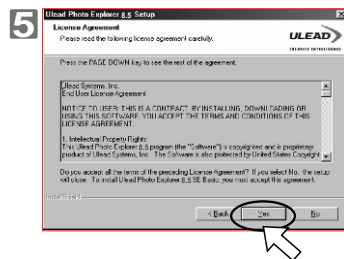 5
Ulead Photo Explorer 8.5 Setup
License Agreement
Please read the following license agreement carefully.
ULEAD
CREATIVE INTELLIGENCE
Press the PAGE DOWN key to see the rest of the agreement.
Ulead Systems, Inc.
End User License Agreement
NOTICE TO USER: THIS IS A CONTRACT. BY INSTALLING, DOWNLOADING OR
USING THIS SOFTWARE, YOU ACCEPT THE TERMS AND CONDITIONS OF THIS
LICENSE AGREEMENT.
1. Intellectual Property Rights:
This Ulead Photo Explorer 8.5 program (the "Software") is copyrighted and is proprietary
product of Ulead Systems, Inc. The Software is also protected by United States Copyright
Do you accept all the terms of the preceding License Agreement? If you select No, the setup
will close. To install Ulead Photo Explorer 8.5 SE Basic, you must accept this agreement.
InstallShield
< Back
Yes
No